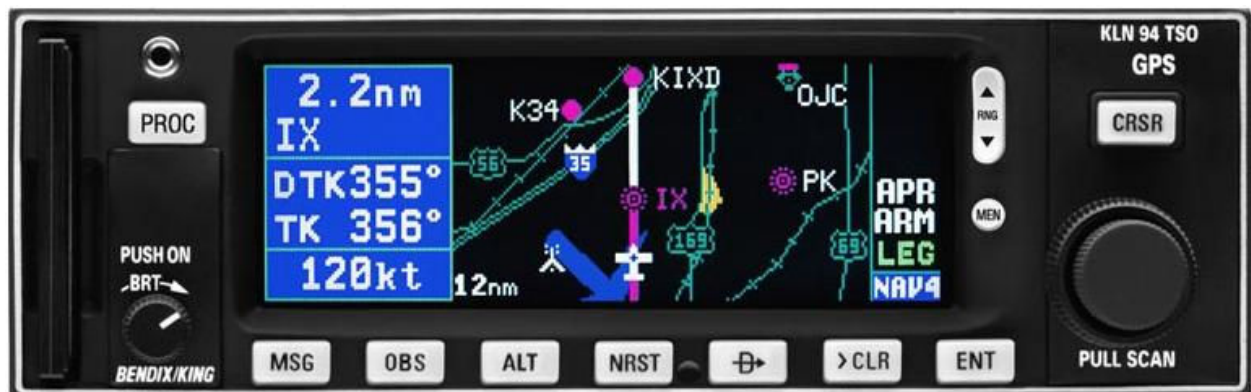 KLN 94 TSO
GPS
PROC
PUSH ON
BRT
BENDIX/KING
2.2nm
IX
DTK355°
TK 356°
120kt
KIXD
K34
OJC
56
35
IX
PK
169
69
12nm
APR
ARM
LEG
NAV4
RNG
MEN
CRSR
PULL SCAN
MSG
OBS
ALT
NRST
D
>CLR
ENT